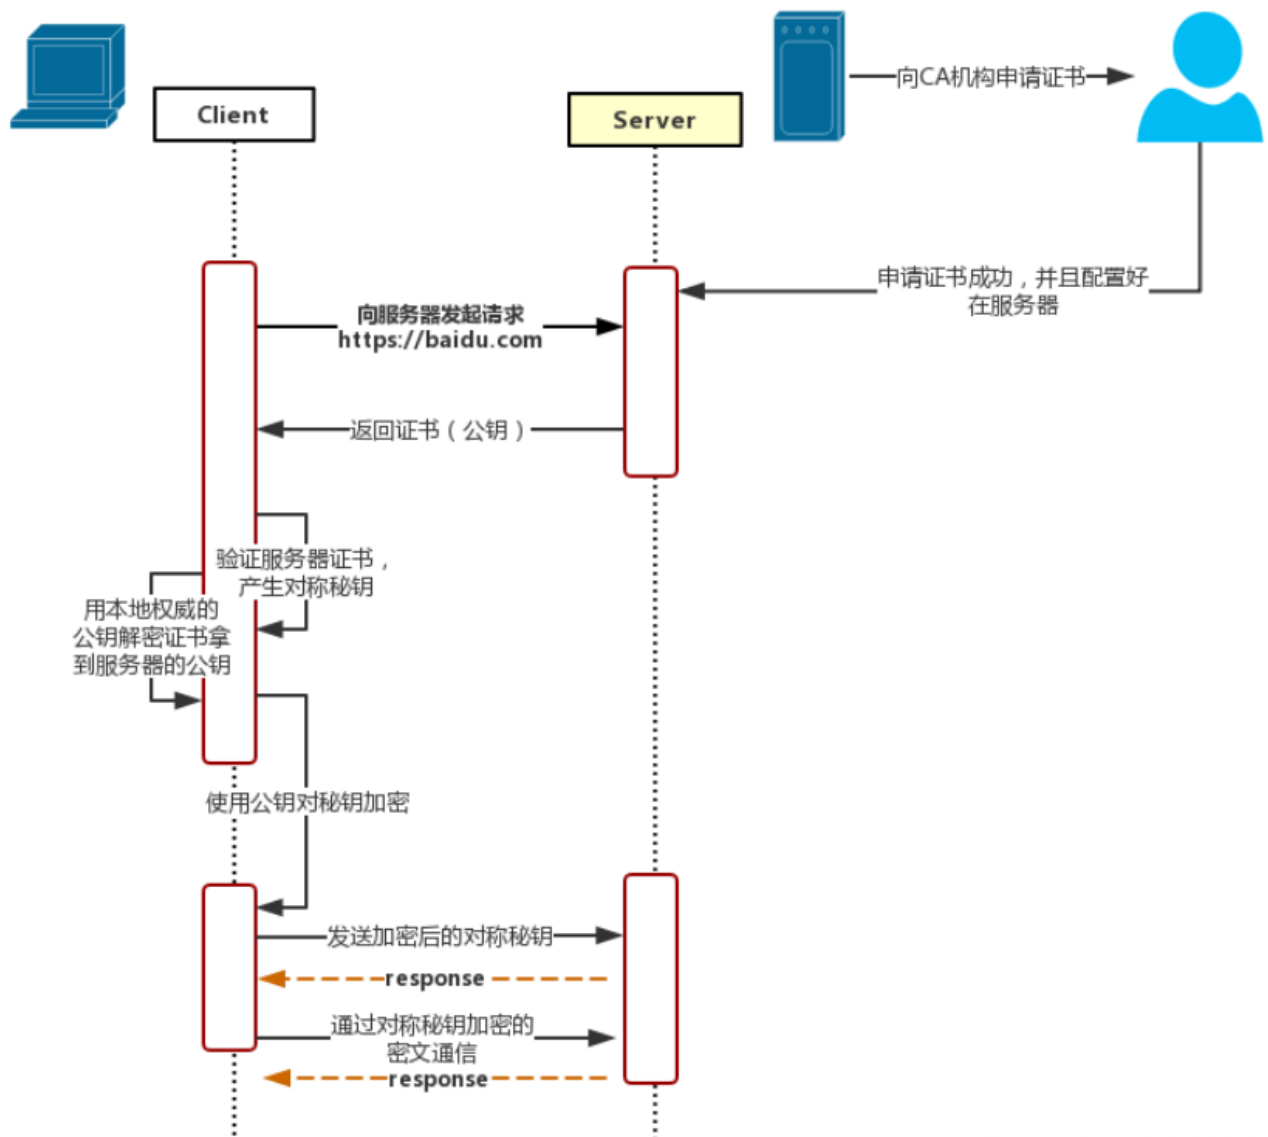 向CA机构申请证书
Client
Server
申请证书成功，并且配置好
在服务器
向服务器发起请求
https://baidu.com
返回证书（公钥）
验证服务器证书，
产生对称秘钥
用本地权威的
公钥解密证书拿
到服务器的公钥
使用公钥对秘钥加密
发送加密后的对称秘钥
response
通过对称秘钥加密的
密文通信
response